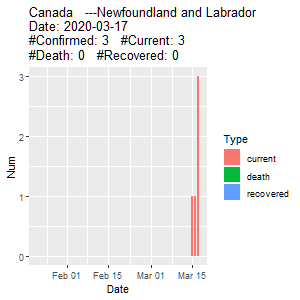 Canada   ---Newfoundland and Labrador
Date: 2020-03-17
#Confirmed: 3   #Current: 3
#Death: 0   #Recovered: 0
3
2
1
0
Num
Feb 01
Feb 15
Mar 01
Mar 15
Date
Type
current
death
recovered